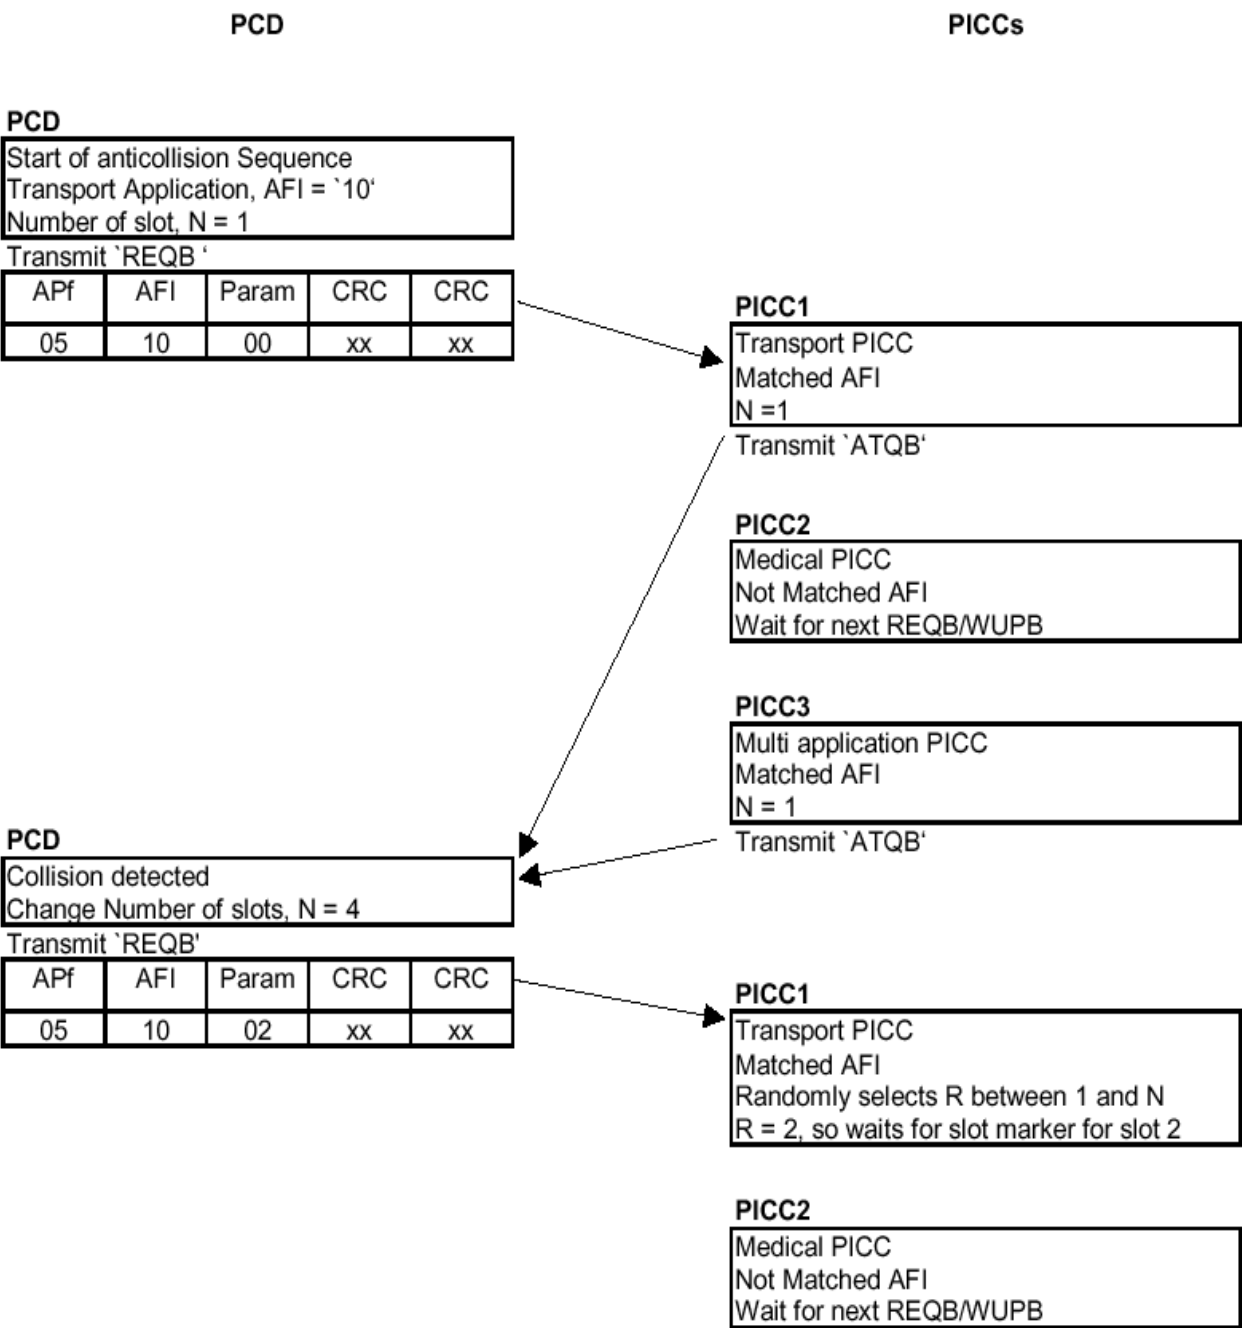 PCD PICCs
PCD
Start of anticollision Sequence
Transport Application, AFI = `10‘
Number of slot, N = 1
Transmit `REQB ‘
APf AFI Param CRC CRC
05 10 00 xx xx
PICC1
Transport PICC
Matched AFI
N =1
Transmit `ATQB‘
PICC2
Medical PICC
Not Matched AFI
Wait for next REQB/WUPB
PICC3
Multi application PICC
Matched AFI
N = 1
Transmit `ATQB‘
PCD
Collision detected
Change Number of slots, N = 4
Transmit `REQB'
APf AFI Param CRC CRC
05 10 02 xx xx
PICC1
Transport PICC
Matched AFI
Randomly selects R between 1 and N
R = 2, so waits for slot marker for slot 2
PICC2
Medical PICC
Not Matched AFI
Wait for next REQB/WUPB